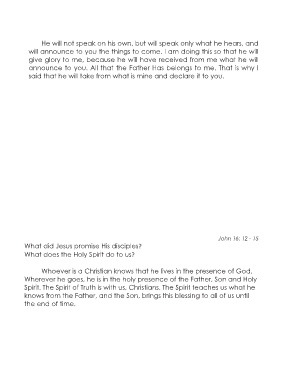 He will not speak on his own, but will speak only what he hears, and
will announce to you the things to come. I am doing this so that he will
give glory to me, because he will have received from me what he will
announce to you. All that the Father Has belongs to me. That is why I
said that he will take from what is mine and declare it to you.
John 16: 12 - 15
What did Jesus promise His disciples?
What does the Holy Spirit do to us?
Whoever is a Christian knows that he lives in the presence of God.
Wherever he goes, he is in the holy presence of the Father, Son and Holy
Spirit. The Spirit of Truth is with us, Christians. The Spirit teaches us what he
knows from the Father, and the Son, brings this blessing to all of us until
the end of time.